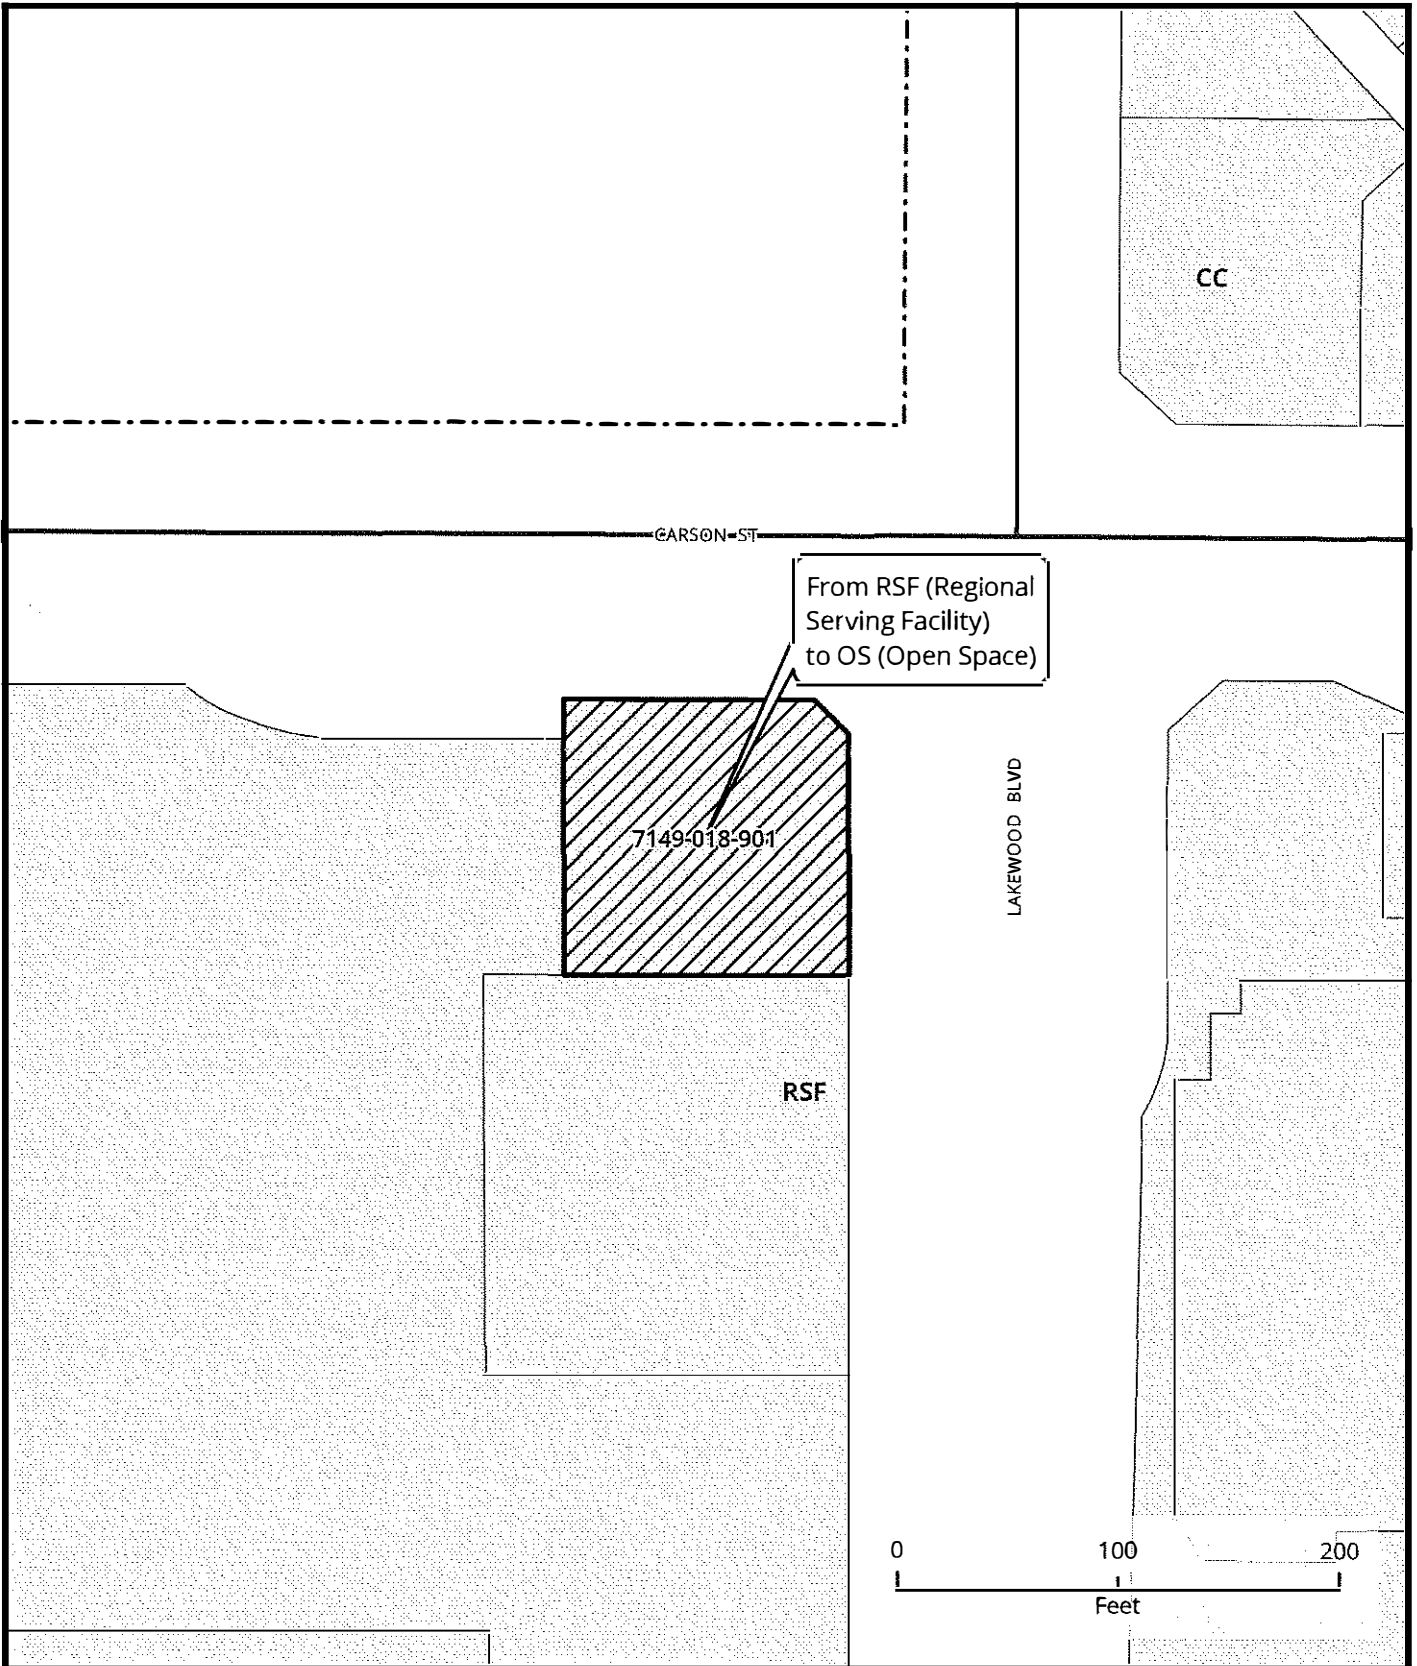 CC
CARSON ST
From RSF (Regional
Serving Facility)
to OS (Open Space)
7149-018-901
LAKEWOOD BLVD
RSF
0 100 200
Feet